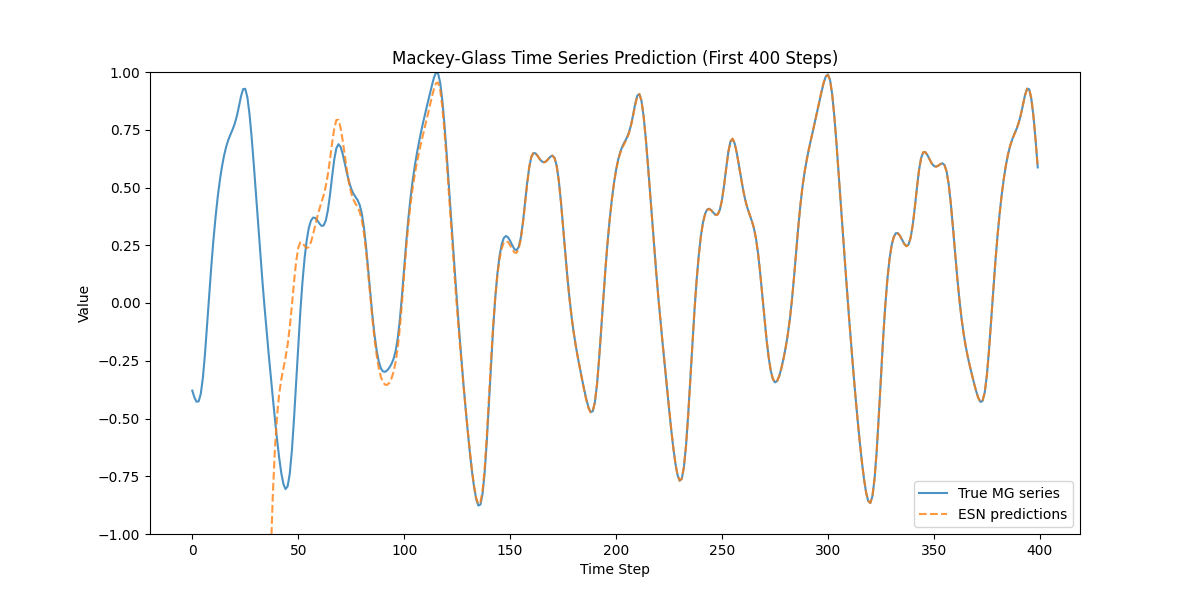 Mackey-Glass Time Series Prediction (First 400 Steps)
1.00
0.75
0.50
0.25
0.00
−0.25
−0.50
−0.75
−1.00
Value
True MG series
ESN predictions
0 50 100 150 200 250 300 350 400
Time Step